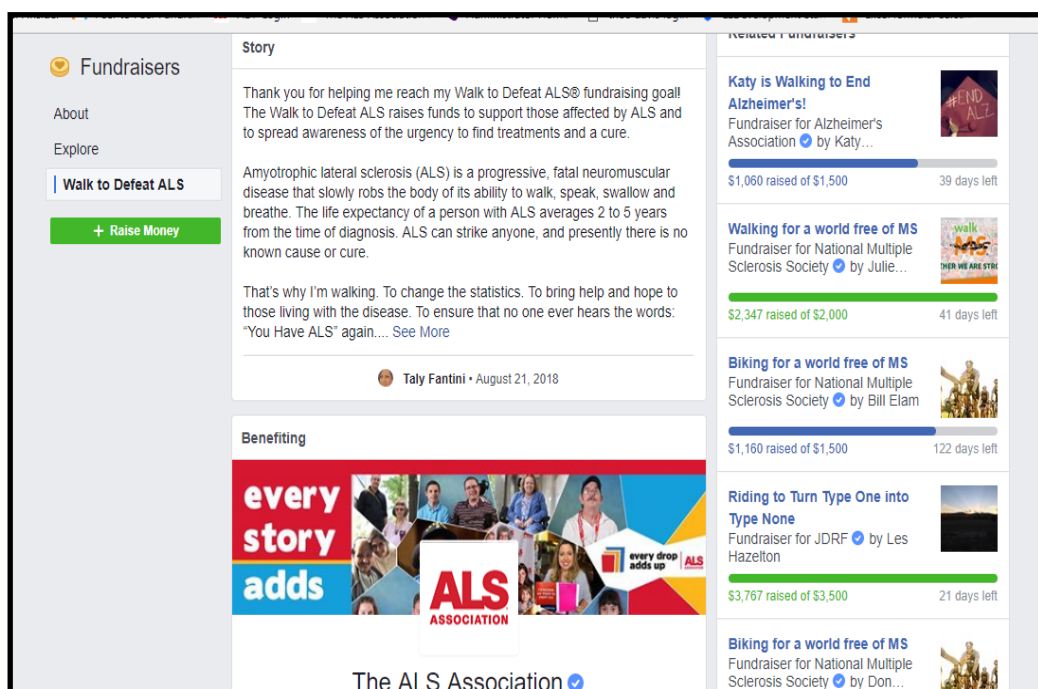 Fundraisers
About
Explore
Walk to Defeat ALS
+ Raise Money
Story
Thank you for helping me reach my Walk to Defeat ALS® fundraising goal!
The Walk to Defeat ALS raises funds to support those affected by ALS and
to spread awareness of the urgency to find treatments and a cure.
Amyotrophic lateral sclerosis (ALS) is a progressive, fatal neuromuscular
disease that slowly robs the body of its ability to walk, speak, swallow and
breathe. The life expectancy of a person with ALS averages 2 to 5 years
from the time of diagnosis. ALS can strike anyone, and presently there is no
known cause or cure.
That's why I'm walking. To change the statistics. To bring help and hope to
those living with the disease. To ensure that no one ever hears the words:
“You Have ALS” again.... See More
Taly Fantini • August 21, 2018
Benefiting
every
story
adds
every drop
adds up
ALS
ALS
ASSOCIATION
The ALS Association
Related Fundraisers
Katy is Walking to End
Alzheimer's!
Fundraiser for Alzheimer's
Association by Katy...
#END
ALZ
$1,060 raised of $1,500 39 days left
Walking for a world free of MS
Fundraiser for National Multiple
Sclerosis Society by Julie...
walk
MS
$2,347 raised of $2,000 41 days left
Biking for a world free of MS
Fundraiser for National Multiple
Sclerosis Society by Bill Elam
$1,160 raised of $1,500 122 days left
Riding to Turn Type One into
Type None
Fundraiser for JDRF by Les
Hazelton
$3,767 raised of $3,500 21 days left
Biking for a world free of MS
Fundraiser for National Multiple
Sclerosis Society by Don...